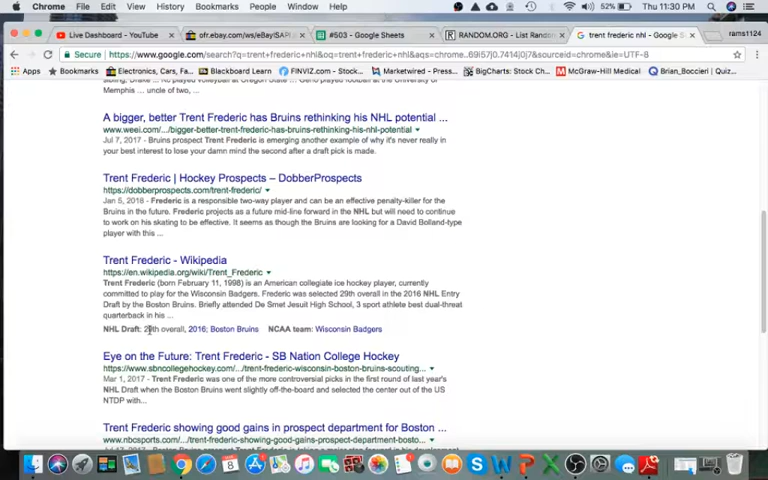 Chrome File Edit View History Bookmarks People Window Help 52% Thu 11:30 PM
Live Dashboard - YouTube ofr.ebay.com/ws/eBayISAPI #503 - Google Sheets RANDOM.ORG - List Random trent frederic nhl - Google S rams1124
Secure https://www.google.com/search?q=trent+frederic+nhl&oq=trent+frederic+nhl&aqs=chrome..69i57j0.7414j0j7&sourceid=chrome&ie=UTF-8
Apps Bookmarks Electronics, Cars, Fa... Blackboard Learn FINVIZ.com - Stock... Marketwired - Press... BigCharts: Stock Ch... McGraw-Hill Medical Brian_Boccieri | Quiz...
Memphis ... uncle of two, ...
A bigger, better Trent Frederic has Bruins rethinking his NHL potential ...
www.weei.com/.../bigger-better-trent-frederic-has-bruins-rethinking-his-nhl-potential
Jul 7, 2017 - Bruins prospect Trent Frederic is emerging another example of why it's never really in
your best interest to lose your damn mind the second after a draft pick is made.
Trent Frederic | Hockey Prospects – DobberProspects
https://dobberprospects.com/trent-frederic/
Jan 5, 2018 - Frederic is a responsible two-way player and can be an effective penalty-killer for the
Bruins in the future. Frederic projects as a future mid-line forward in the NHL but will need to continue
to work on his skating to be effective. It seems as though the Bruins are looking for a David Bolland-type
player with this ...
Trent Frederic - Wikipedia
https://en.wikipedia.org/wiki/Trent_Frederic
Trent Frederic (born February 11, 1998) is an American collegiate ice hockey player, currently
committed to play for the Wisconsin Badgers. Frederic was selected 29th overall in the 2016 NHL Entry
Draft by the Boston Bruins. Briefly attended De Smet Jesuit High School, 3 sport athlete best dual-threat
quarterback in his ...
NHL Draft: 29th overall, 2016; Boston Bruins NCAA team: Wisconsin Badgers
Eye on the Future: Trent Frederic - SB Nation College Hockey
https://www.sbncollegehockey.com/.../trent-frederic-wisconsin-boston-bruins-scouting...
Mar 1, 2017 - Trent Frederic was one of the more controversial picks in the first round of last year's
NHL Draft when the Boston Bruins went slightly off-the-board and selected the center out of the US
NTDP with...
Trent Frederic showing good gains in prospect department for Boston ...
www.nbcsports.com/.../trent-frederic-showing-good-gains-prospect-department-bosto...